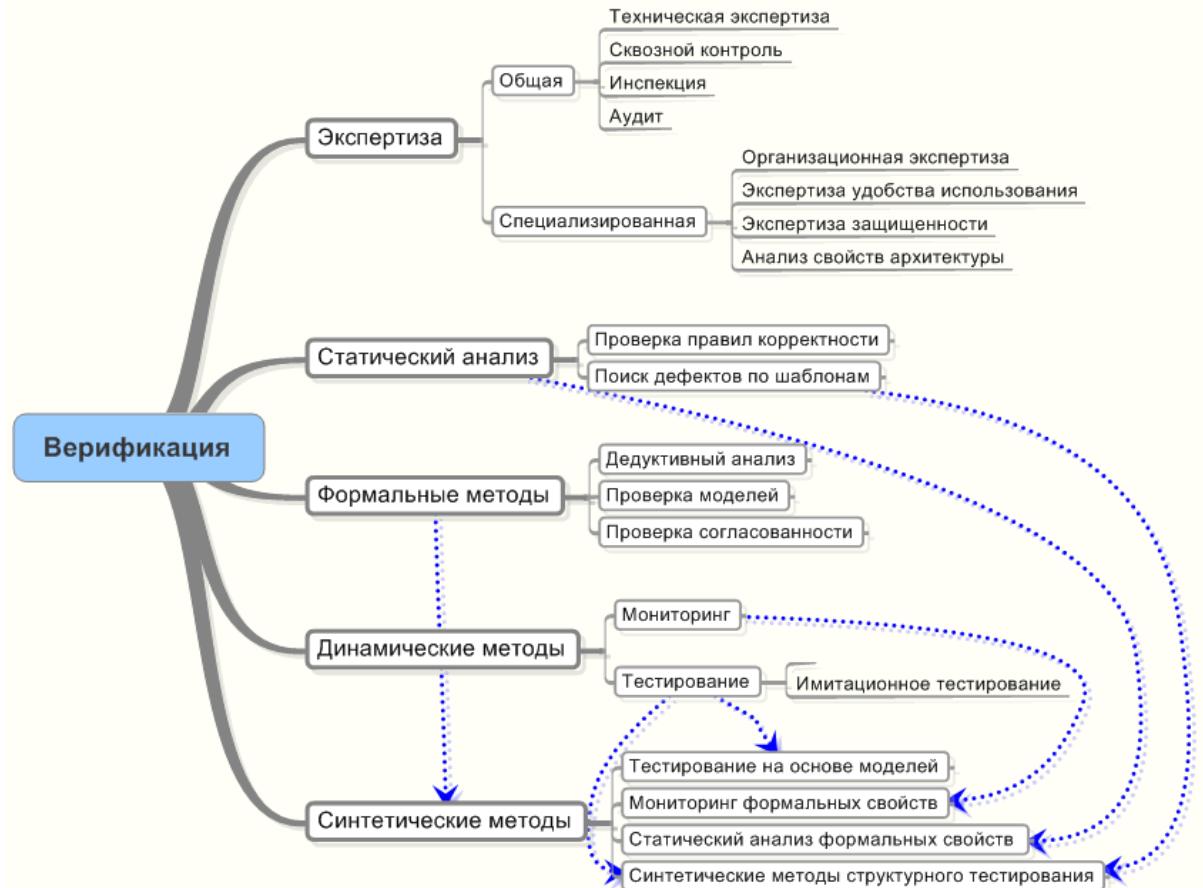 Верификация
Экспертиза
Общая
Техническая экспертиза
Сквозной контроль
Инспекция
Аудит
Специализированная
Организационная экспертиза
Экспертиза удобства использования
Экспертиза защищенности
Анализ свойств архитектуры
Статический анализ
Проверка правил корректности
Поиск дефектов по шаблонам
Формальные методы
Дедуктивный анализ
Проверка моделей
Проверка согласованности
Динамические методы
Мониторинг
Тестирование
Имитационное тестирование
Синтетические методы
Тестирование на основе моделей
Мониторинг формальных свойств
Статический анализ формальных свойств
Синтетические методы структурного тестирования